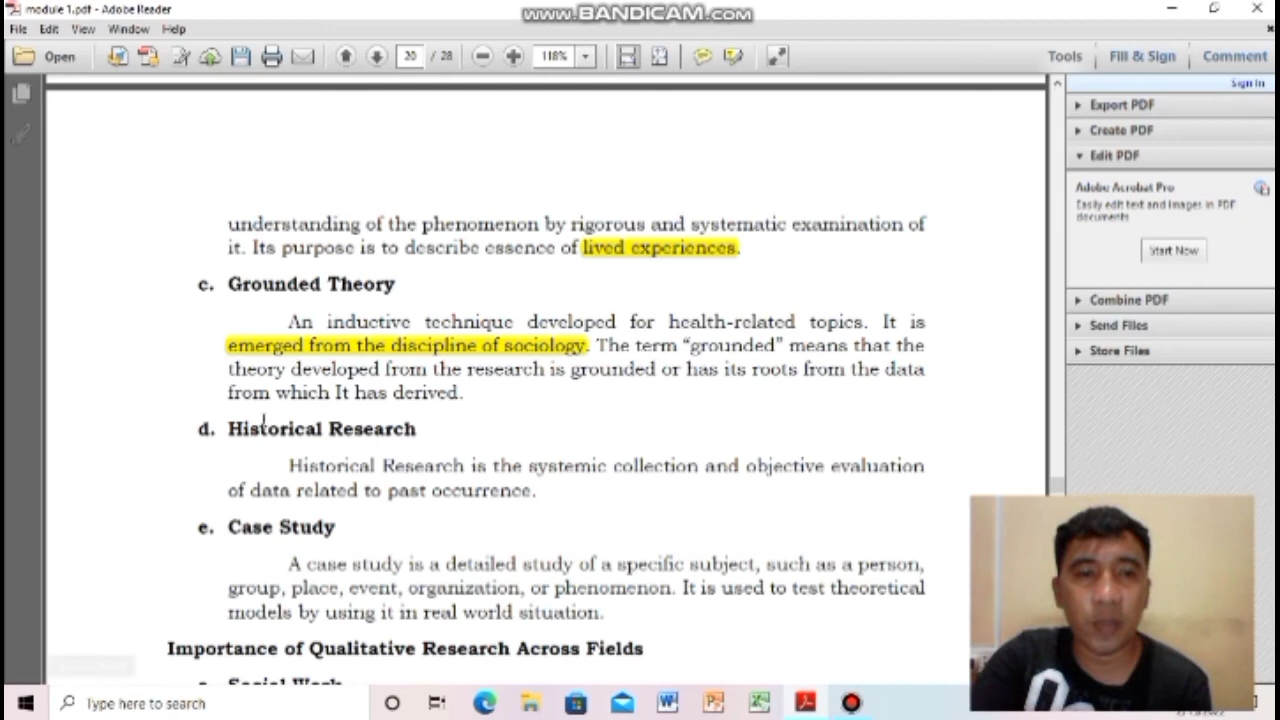 module 1.pdf - Adobe Reader
www.BANDICAM.com
File Edit View Window Help
Open
20 / 28
118%
Tools
Fill & Sign
Comment
Sign In
Export PDF
Create PDF
Edit PDF
Adobe Acrobat Pro
Easily edit text and images in PDF
documents
Start Now
Combine PDF
Send Files
Store Files
understanding of the phenomenon by rigorous and systematic examination of
it. Its purpose is to describe essence of lived experiences.
c. Grounded Theory
An inductive technique developed for health-related topics. It is
emerged from the discipline of sociology. The term “grounded” means that the
theory developed from the research is grounded or has its roots from the data
from which It has derived.
d. Historical Research
Historical Research is the systemic collection and objective evaluation
of data related to past occurrence.
e. Case Study
A case study is a detailed study of a specific subject, such as a person,
group, place, event, organization, or phenomenon. It is used to test theoretical
models by using it in real world situation.
Importance of Qualitative Research Across Fields
Social Work
Type here to search